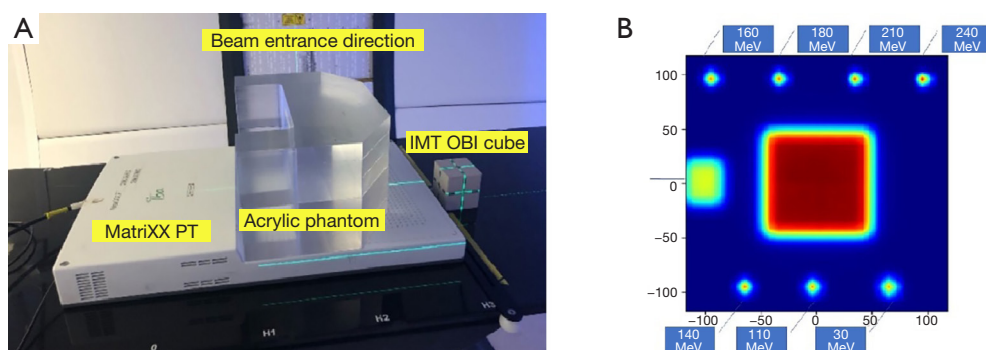 A
Beam entrance direction
IMT OBI cube
Acrylic phantom
MatriXX PT
H1
H2
H3
B
160 MeV
180 MeV
210 MeV
240 MeV
100
50
0
−50
−100
−100
−50
0
50
100
140 MeV
110 MeV
30 MeV